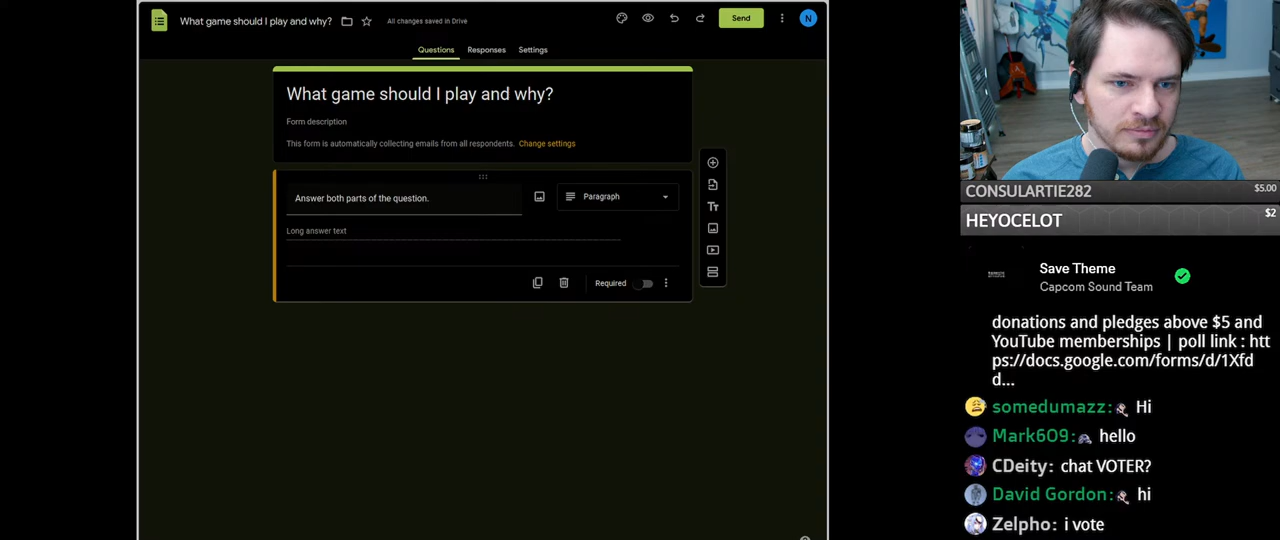 What game should I play and why?
All changes saved in Drive
Send
N
Questions
Responses
Settings
What game should I play and why?
Form description
This form is automatically collecting emails from all respondents. Change settings
Answer both parts of the question.
Paragraph
Long answer text
Required
CONSULARTIE282 $5.00
HEYOCELOT $2
Save Theme
Capcom Sound Team
donations and pledges above $5 and
YouTube memberships | poll link : htt
ps://docs.google.com/forms/d/1Xfd
d...
somedumazz: Hi
Mark609: hello
CDeity: chat VOTER?
David Gordon: hi
Zelpho: i vote